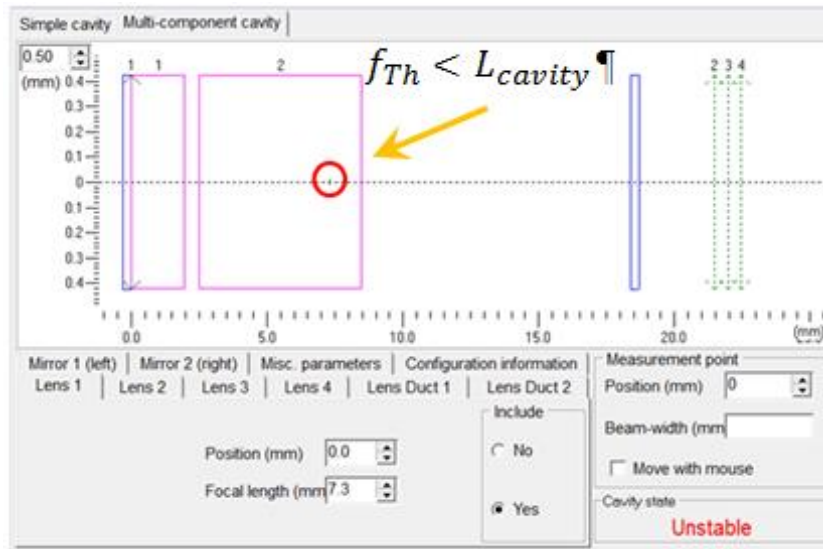 Simple cavity Multi-component cavity
0.50
(mm)
1 1 2
2 3 4
f_Th < L_cavity ¶
0.4
0.3
0.2
0.1
0
0.1
0.2
0.3
0.4
0.0 5.0 10.0 15.0 20.0 (mm)
Mirror 1 (left) Mirror 2 (right) Misc. parameters Configuration information
Lens 1 Lens 2 Lens 3 Lens 4 Lens Duct 1 Lens Duct 2
Include
Position (mm) 0.0
No
Focal length (mm 7.3
Yes
Measurement point
Position (mm) 0
Beam-width (mm
Move with mouse
Cavity state
Unstable